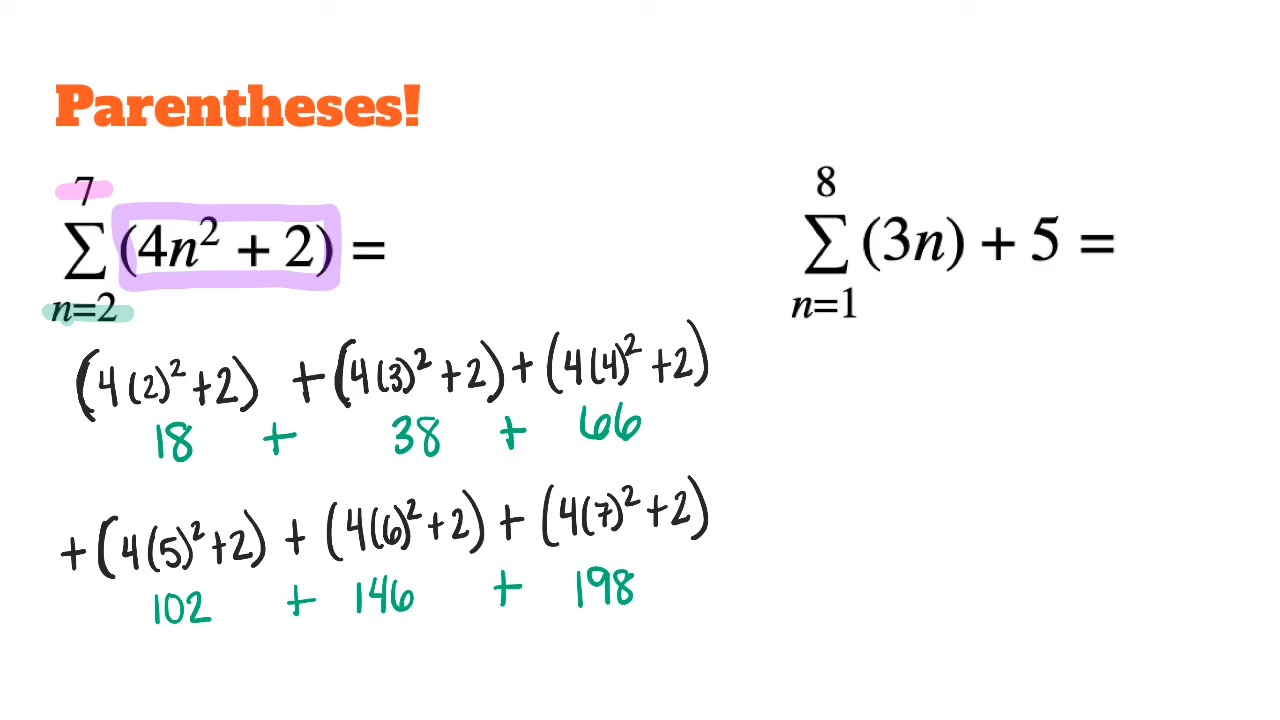 Parentheses!
7
∑ (4n² + 2) =
n=2
(4(2)² + 2) + (4(3)² + 2) + (4(4)² + 2)
18 + 38 + 66
+ (4(5)² + 2) + (4(6)² + 2) + (4(7)² + 2)
102 + 146 + 198
8
∑ (3n) + 5 =
n=1